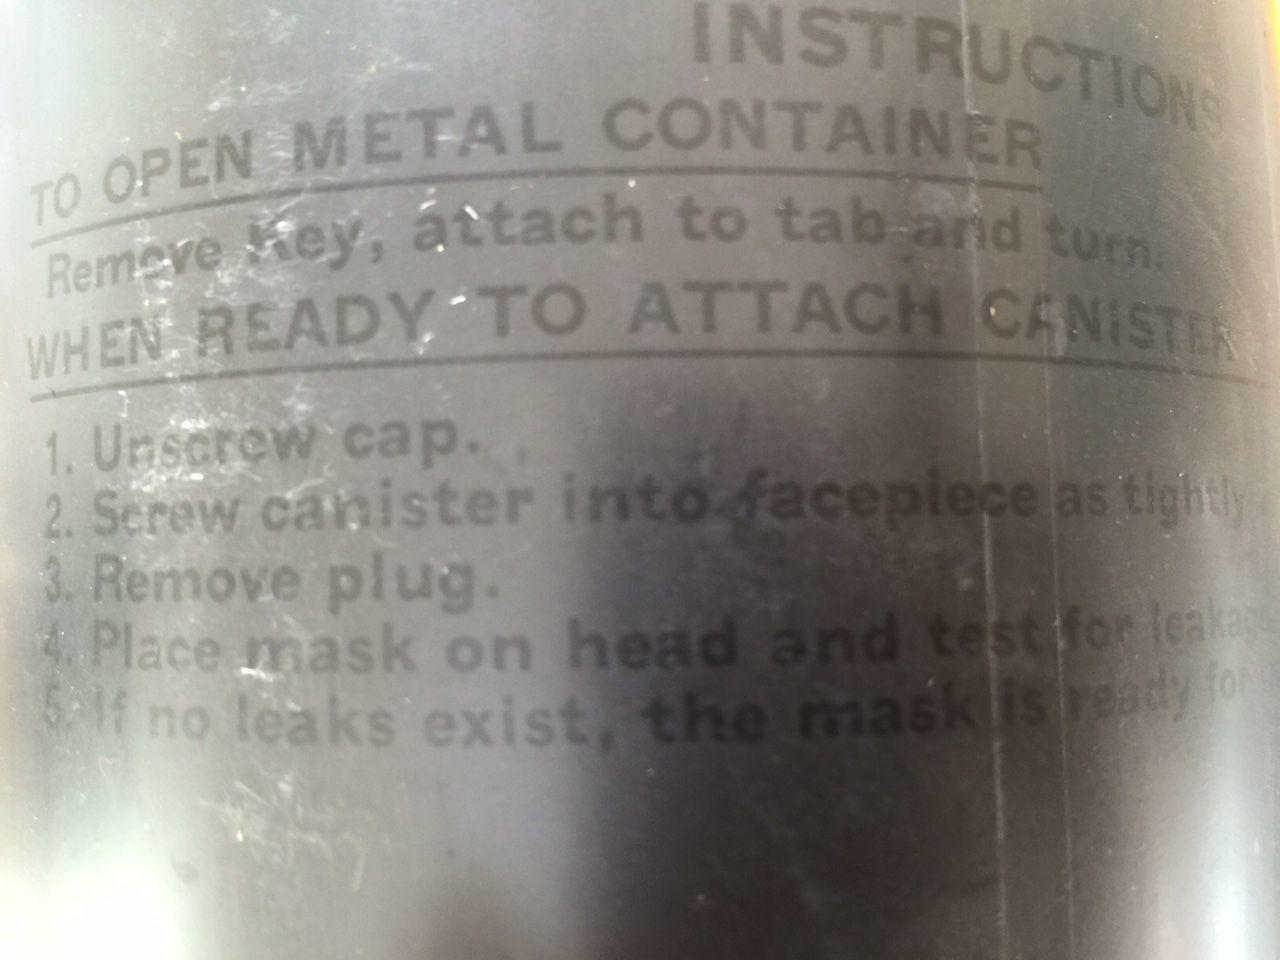 INSTRUCTIONS
TO OPEN METAL CONTAINER
Remove Key, attach to tab and turn.
WHEN READY TO ATTACH CANISTER
1. Unscrew cap.
2. Screw canister into facepiece as tightly
3. Remove plug.
4. Place mask on head and test for
5. If no leaks exist, the mask is ready for